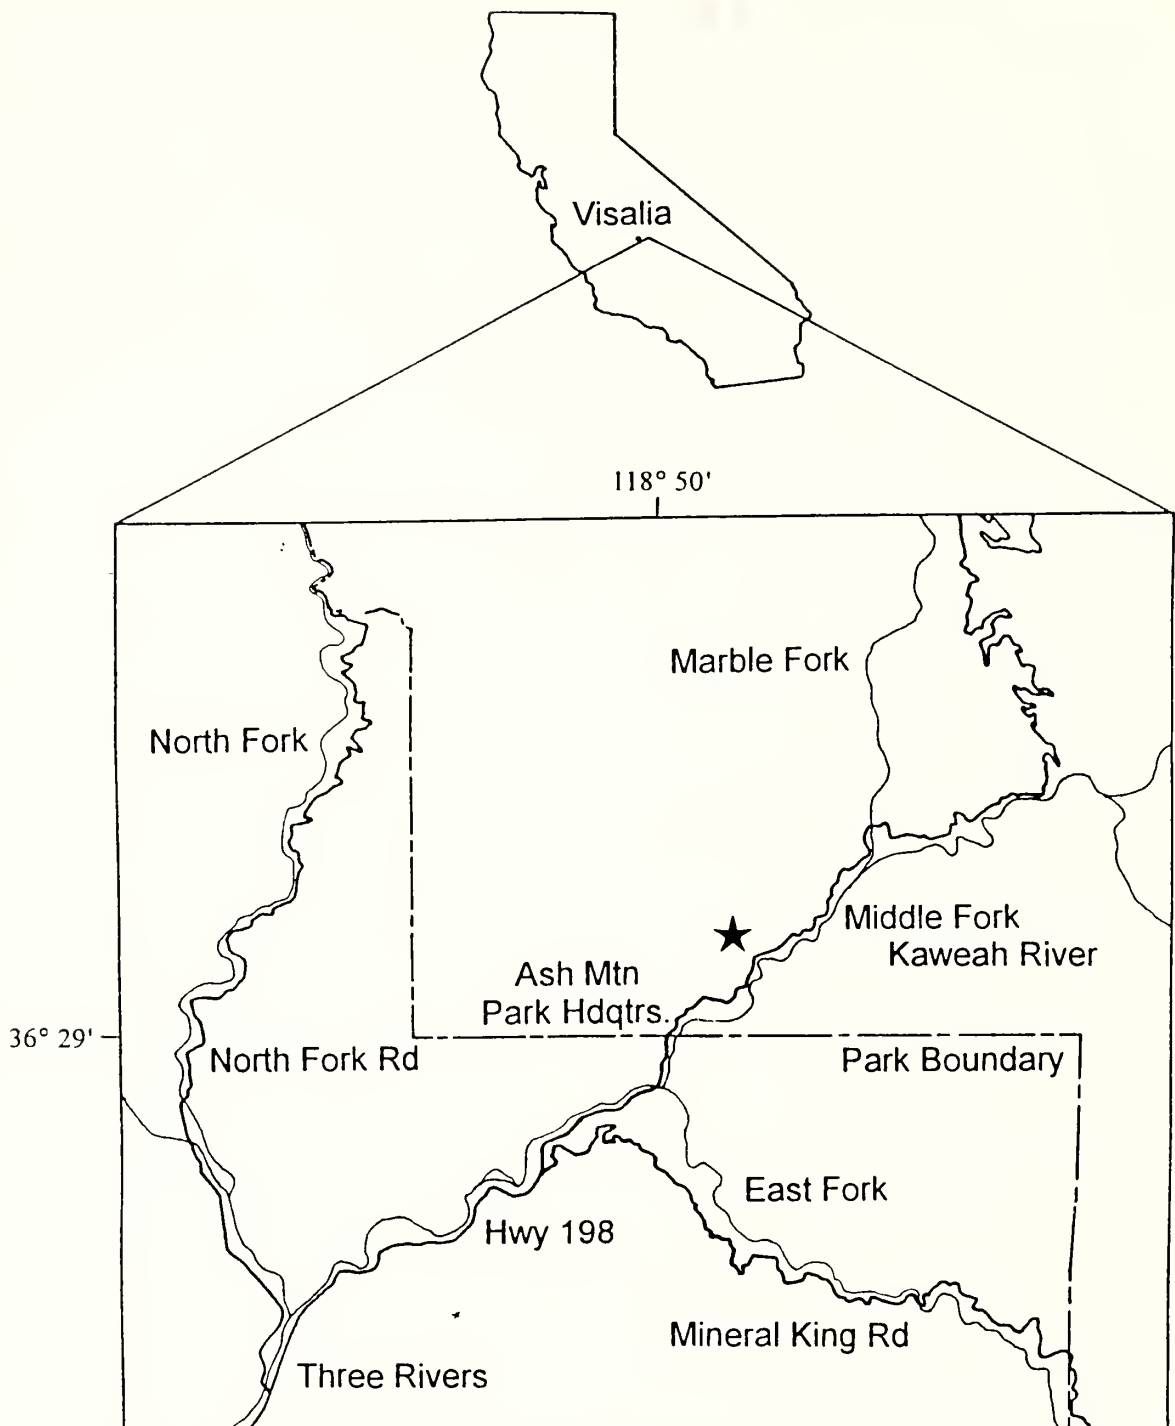 Visalia
118° 50'
Marble Fork
North Fork
Middle Fork
Kaweah River
Ash Mtn
Park Hdqtrs.
36° 29'
North Fork Rd
Park Boundary
East Fork
Hwy 198
Mineral King Rd
Three Rivers